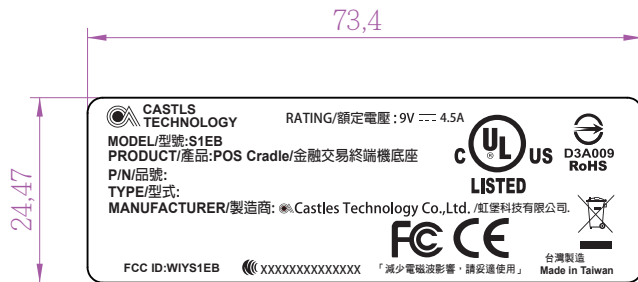 73,4
24,47
CASTLS
TECHNOLOGY
RATING/額定電壓:9V 4.5A
MODEL/型號:S1EB
PRODUCT/產品:POS Cradle/金融交易終端機底座
P/N/品號:
TYPE/型式:
MANUFACTURER/製造商: Castles Technology Co.,Ltd. /虹堡科技有限公司.
C UL US
®
LISTED
D3A009
RoHS
FC CE
FCC ID:WIYS1EB
XXXXXXXXXXXXXX
「減少電磁波影響，請妥適使用」
台灣製造
Made in Taiwan